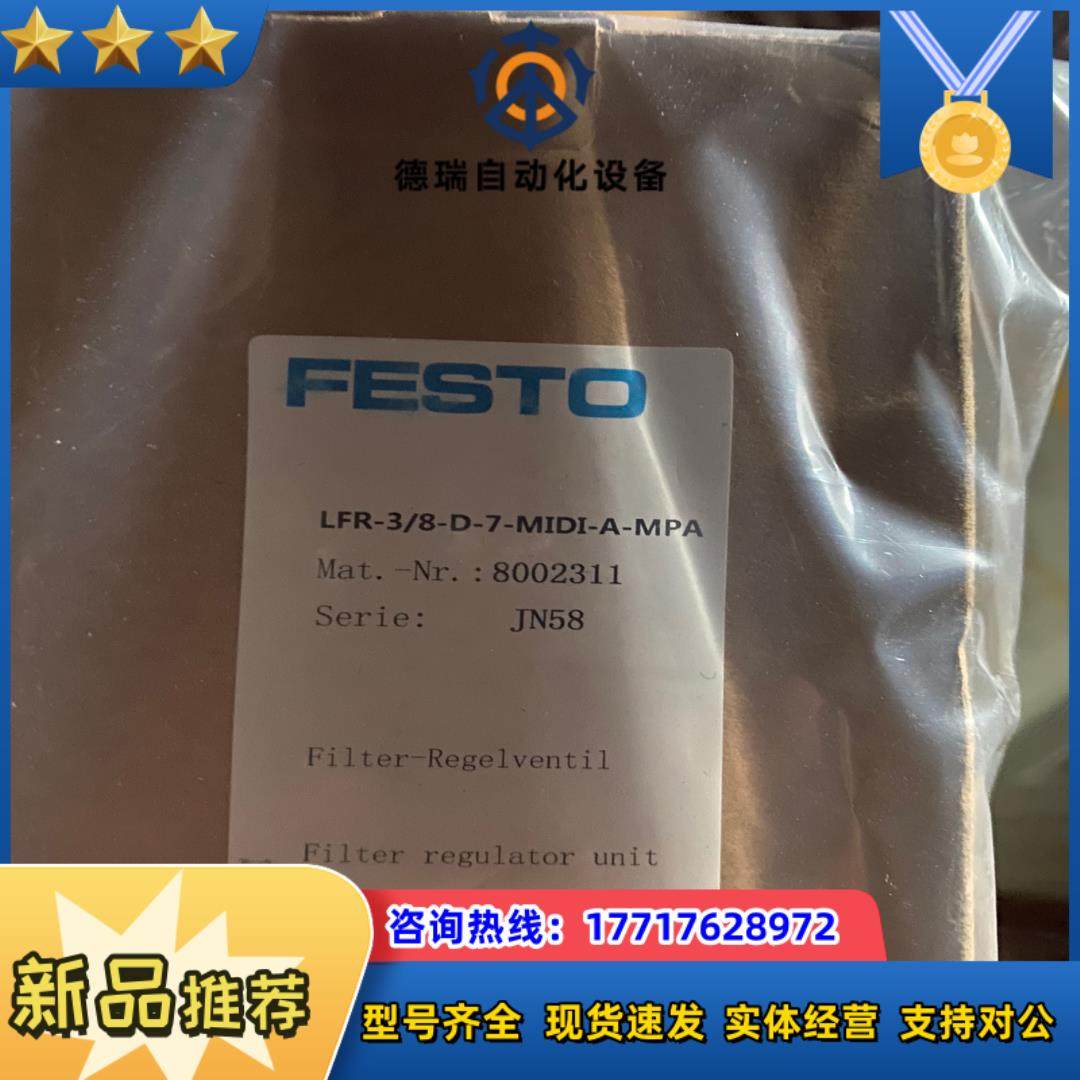 德瑞自动化设备
FESTO
LFR-3/8-D-7-MIDI-A-MPA
Mat.-Nr.:8002311
Serie: JN58
Filter-Regelventil
Filter regulator unit
咨询热线：17717628972
新品推荐
型号齐全 现货速发 实体经营 支持对公